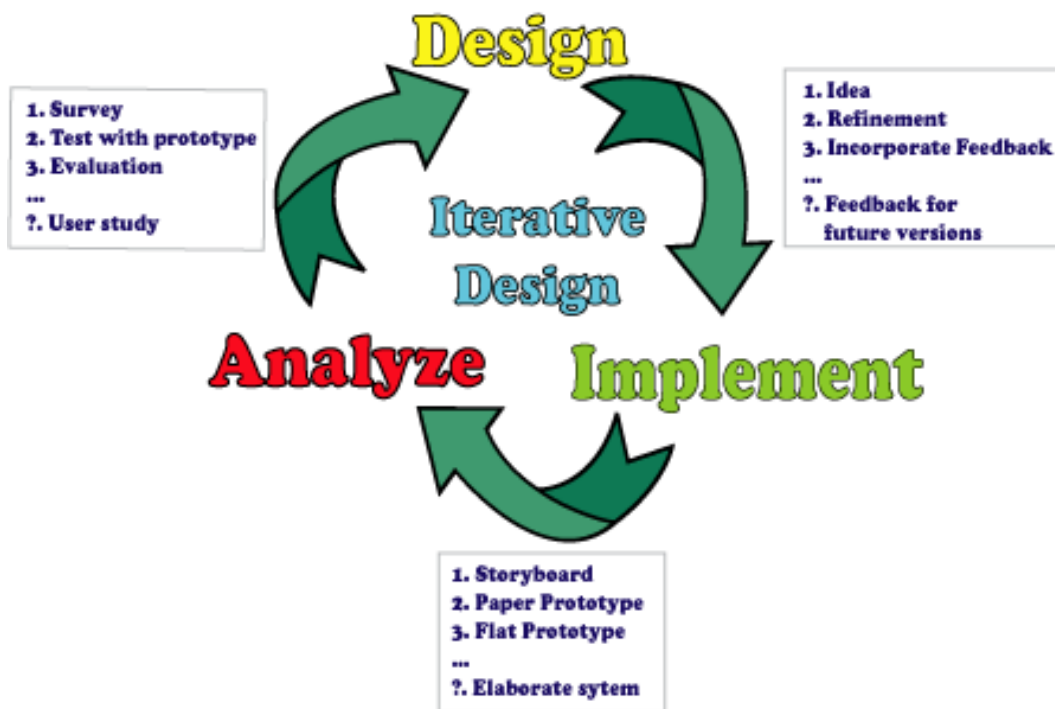 Design
1. Survey
2. Test with prototype
3. Evaluation
...
?. User study
1. Idea
2. Refinement
3. Incorporate Feedback
...
?. Feedback for
future versions
Iterative
Design
Analyze
Implement
1. Storyboard
2. Paper Prototype
3. Flat Prototype
...
?. Elaborate sytem